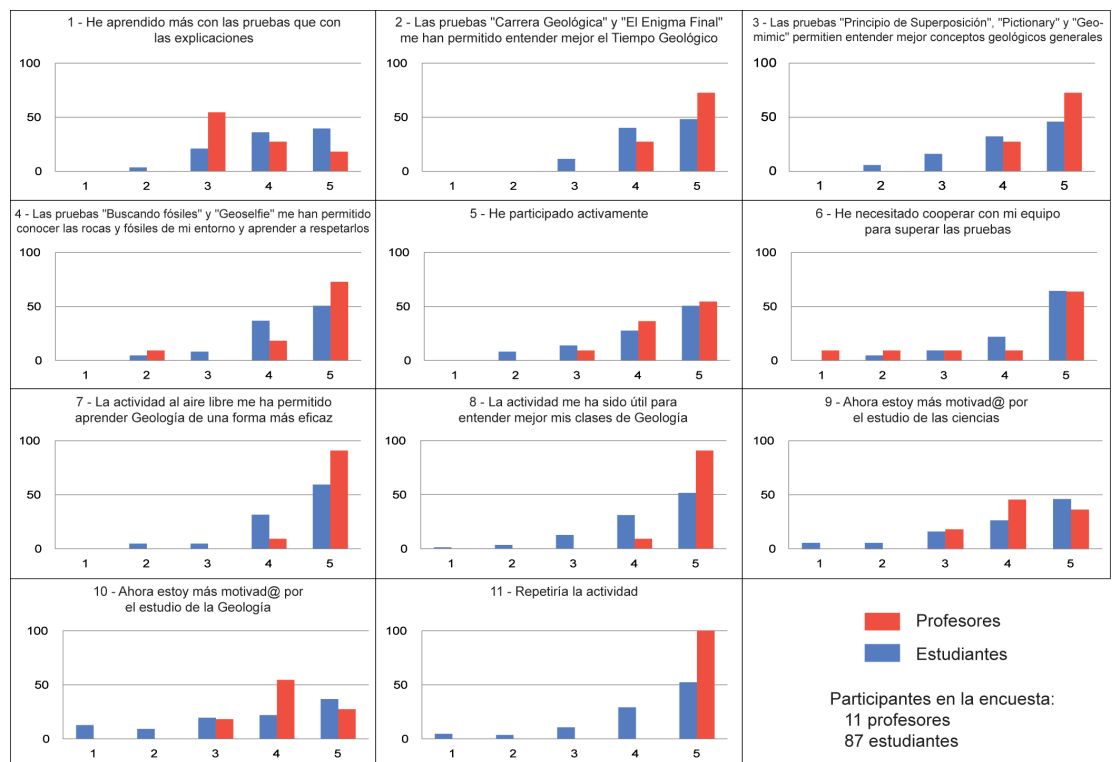 1 - He aprendido más con las pruebas que con
las explicaciones
100
50
0
1 2 3 4 5
2 - Las pruebas "Carrera Geológica" y "El Enigma Final"
me han permitido entender mejor el Tiempo Geológico
100
50
0
1 2 3 4 5
3 - Las pruebas "Principio de Superposición", "Pictionary" y "Geo-
mimic" permitien entender mejor conceptos geológicos generales
100
50
0
1 2 3 4 5
4 - Las pruebas "Buscando fósiles" y "Geoselfie" me han permitido
conocer las rocas y fósiles de mi entorno y aprender a respetarlos
100
50
0
1 2 3 4 5
5 - He participado activamente
100
50
0
1 2 3 4 5
6 - He necesitado cooperar con mi equipo
para superar las pruebas
100
50
0
1 2 3 4 5
7 - La actividad al aire libre me ha permitido
aprender Geología de una forma más eficaz
100
50
0
1 2 3 4 5
8 - La actividad me ha sido útil para
entender mejor mis clases de Geología
100
50
0
1 2 3 4 5
9 - Ahora estoy más motivad@ por
el estudio de las ciencias
100
50
0
1 2 3 4 5
10 - Ahora estoy más motivad@ por
el estudio de la Geología
100
50
0
1 2 3 4 5
11 - Repetiría la actividad
100
50
0
1 2 3 4 5
Profesores
Estudiantes
Participantes en la encuesta:
11 profesores
87 estudiantes